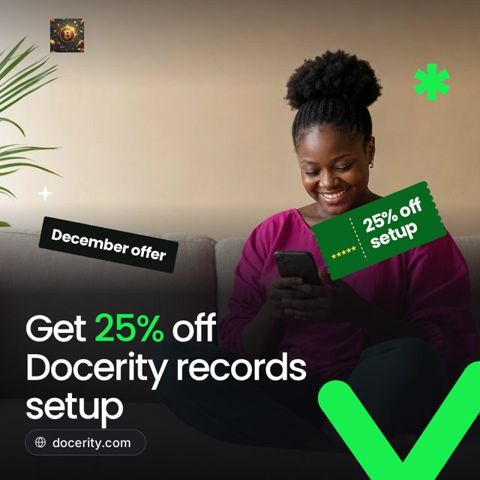 25% off
setup
December offer
Get 25% off
Docerity records
setup
docerity.com